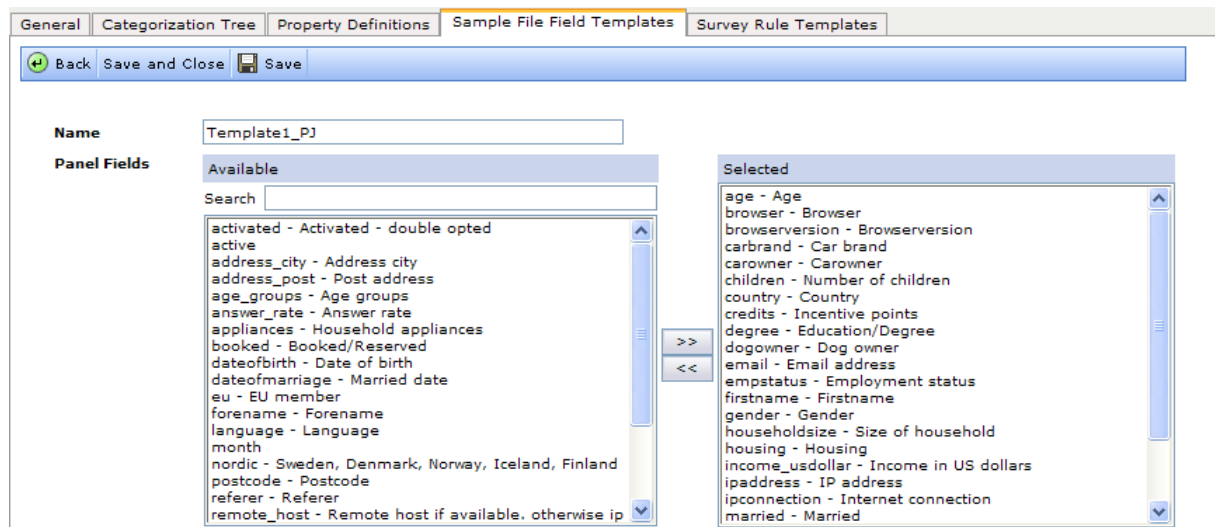 General Categorization Tree Property Definitions Sample File Field Templates Survey Rule Templates
Back Save and Close Save
Name Template1_PJ
Panel Fields Available Selected
Search
activated - Activated - double opted
active
address_city - Address city
address_post - Post address
age_groups - Age groups
answer_rate - Answer rate
appliances - Household appliances
booked - Booked/Reserved
dateofbirth - Date of birth
dateofmarriage - Married date
eu - EU member
forename - Forename
language - Language
month
nordic - Sweden, Denmark, Norway, Iceland, Finland
postcode - Postcode
referer - Referer
remote_host - Remote host if available. otherwise ip
>>
<<
age - Age
browser - Browser
browserversion - Browserversion
carbrand - Car brand
carowner - Carowner
children - Number of children
country - Country
credits - Incentive points
degree - Education/Degree
dogowner - Dog owner
email - Email address
empstatus - Employment status
firstname - Firstname
gender - Gender
householdsize - Size of household
housing - Housing
income_usdollar - Income in US dollars
ipaddress - IP address
ipconnection - Internet connection
married - Married